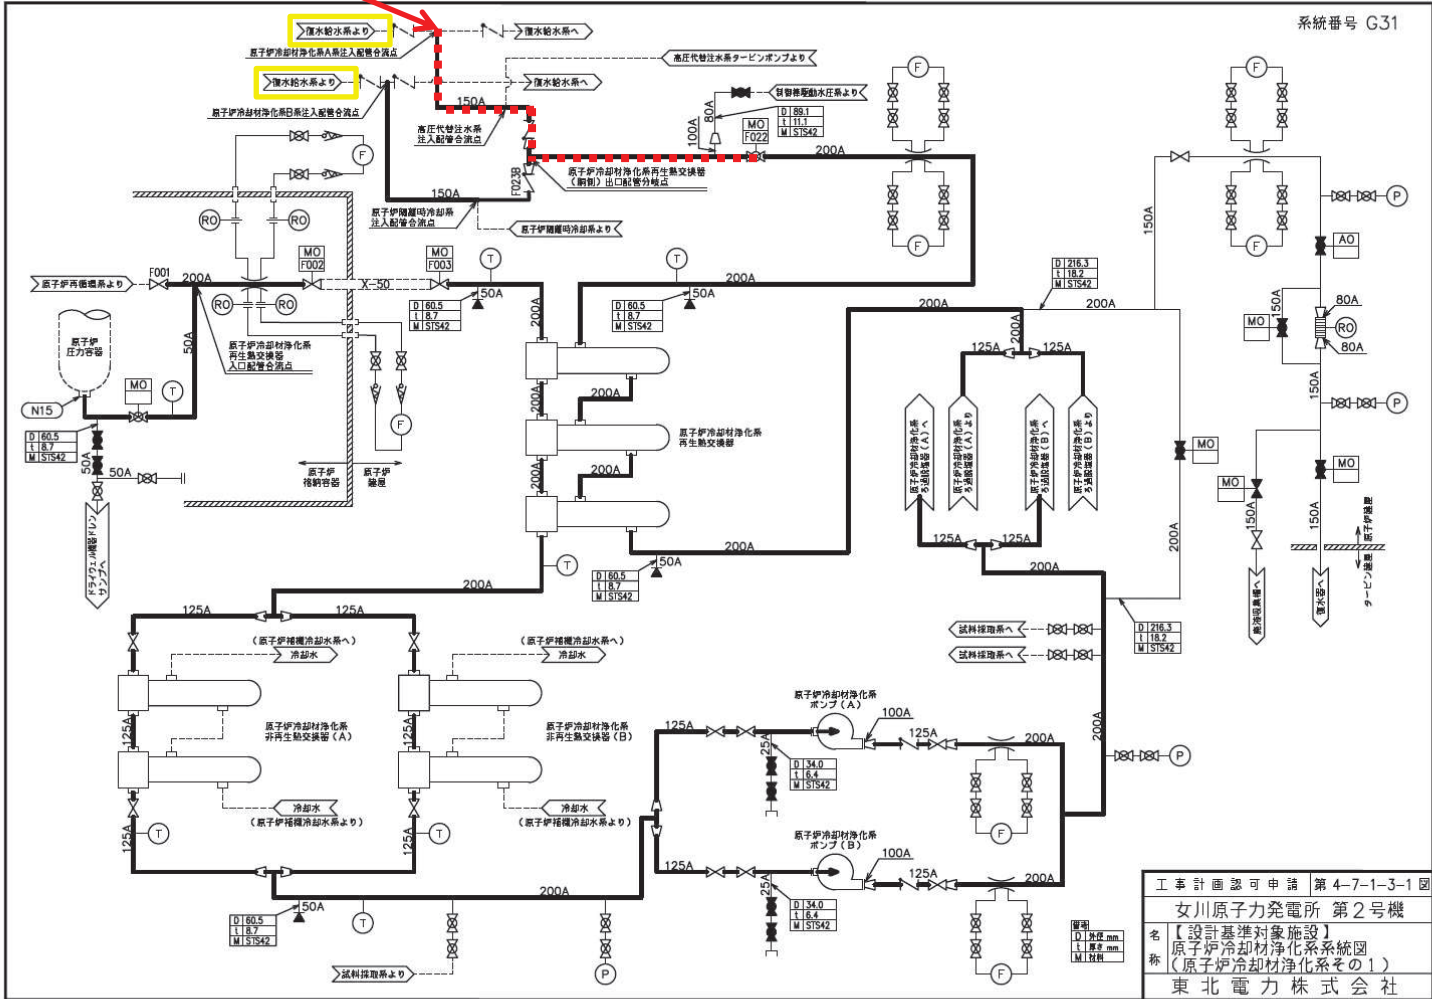 系統番号 G31
復水給水系より
復水給水系へ
原子炉冷却材浄化系A系注入配管合流点
高圧代替注水系タービンポンプより
復水給水系より
復水給水系へ
原子炉冷却材浄化系B系注入配管合流点
150A
高圧代替注水系
注入配管合流点
制御棒駆動水圧系より
80A
100A
D 89.1
t 11.1
M STS42
MO
F022
200A
F
F
F
F
F
原子炉冷却材浄化系再生熱交換器
(胴側)出口配管分岐点
F023B
150A
原子炉隔離時冷却系
注入配管合流点
原子炉隔離時冷却系より
RO
RO
RO
RO
原子炉再循環系より
F001
200A
MO
F002
X-50
MO
F003
T
50A
D 60.5
t 8.7
M STS42
T
200A
50A
D 60.5
t 8.7
M STS42
D 216.3
t 18.2
M STS42
200A
200A
200A
150A
P
AO
150A
MO
80A
RO
80A
150A
P
原子炉
圧力容器
N15
MO
T
50A
原子炉冷却材浄化系
再生熱交換器
入口配管合流点
F
原子炉
格納容器
原子炉
建屋
D 60.5
t 8.7
M STS42
50A
50A
ドライウェル機器ドレン
サンプへ
200A
200A
200A
200A
200A
原子炉冷却材浄化系
再生熱交換器
125A
125A
原子炉冷却材浄化系
ろ過脱塩器(A)へ
原子炉冷却材浄化系
ろ過脱塩器(A)より
原子炉冷却材浄化系
ろ過脱塩器(B)へ
原子炉冷却材浄化系
ろ過脱塩器(B)より
125A
125A
200A
MO
200A
MO
MO
150A
150A
原子炉建屋
タービン建屋
廃液収集槽へ
復水器へ
200A
50A
D 60.5
t 8.7
M STS42
T
200A
125A
125A
D 216.3
t 18.2
M STS42
試料採取系へ
試料採取系へ
(原子炉補機冷却水系へ)
冷却水
(原子炉補機冷却水系へ)
冷却水
125A
原子炉冷却材浄化系
非再生熱交換器(A)
125A
原子炉冷却材浄化系
非再生熱交換器(B)
冷却水
(原子炉補機冷却水系より)
冷却水
(原子炉補機冷却水系より)
125A
T
125A
T
原子炉冷却材浄化系
ポンプ(A)
125A
100A
125A
200A
25A
D 34.0
t 6.4
M STS42
F
200A
P
原子炉冷却材浄化系
ポンプ(B)
125A
100A
125A
200A
25A
D 34.0
t 6.4
M STS42
F
200A
D 60.5
t 8.7
M STS42
50A
T
試料採取系より
P
備考
D 外径 mm
t 厚さ mm
M 材料
工事計画認可申請 第 4-7-1-3-1 図
女川原子力発電所 第2号機
名称
【設計基準対象施設】
原子炉冷却材浄化系系統図
(原子炉冷却材浄化系その1)
東北電力株式会社